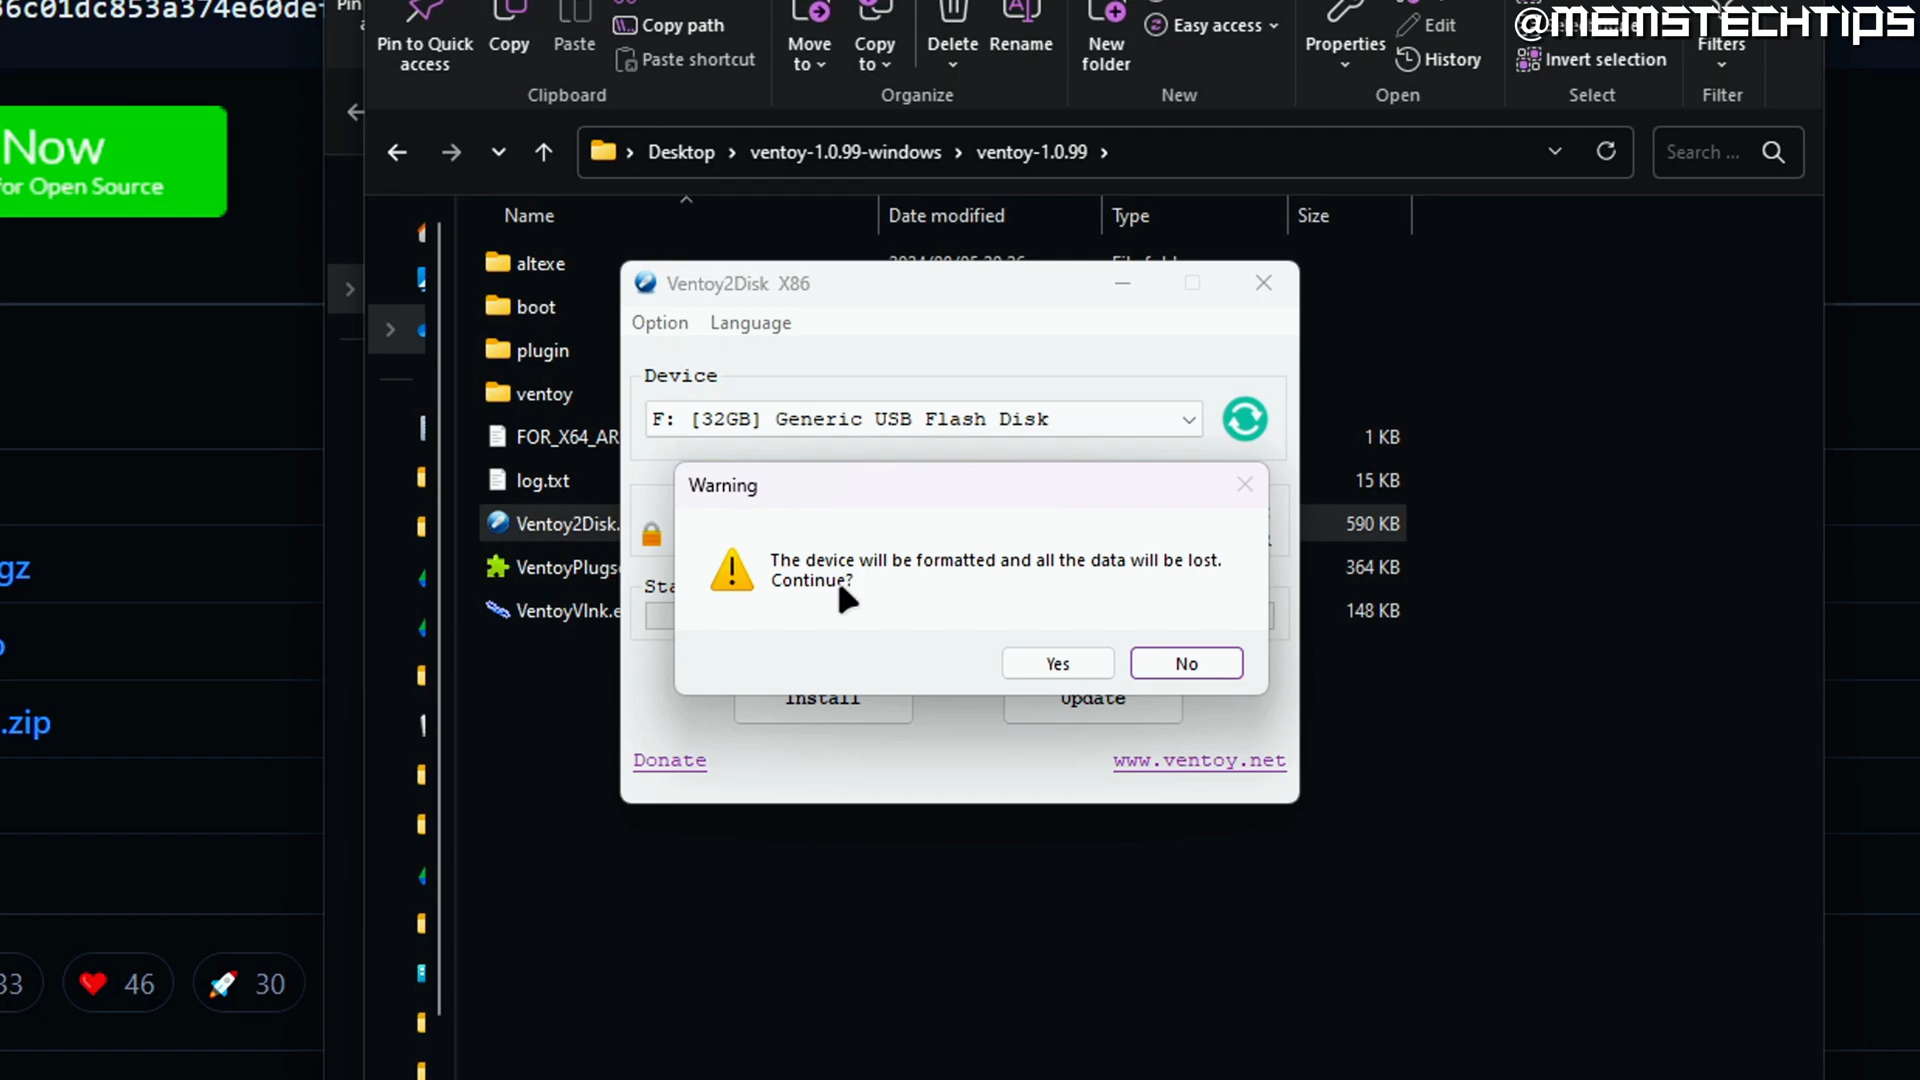 36c01dc853a374e60de
Pin
@MEMSTECHTIPS
Pin to Quick
access
Copy
Paste
Copy path
Paste shortcut
Clipboard
Move
to
Copy
to
Delete
Rename
Organize
New
folder
Easy access
New
Properties
Edit
History
Open
Invert selection
Select
Filters
Filter
Now
for Open Source
Desktop
ventoy-1.0.99-windows
ventoy-1.0.99
Search ...
Name
Date modified
Type
Size
altexe
boot
plugin
ventoy
FOR_X64_AR
1 KB
log.txt
15 KB
Ventoy2Disk.
590 KB
VentoyPlugs
364 KB
VentoyVlnk.e
148 KB
Ventoy2Disk X86
Option
Language
Device
F: [32GB] Generic USB Flash Disk
Warning
The device will be formatted and all the data will be lost.
Continue?
Yes
No
Sta
Install
Update
Donate
www.ventoy.net
gz
.zip
33
46
30